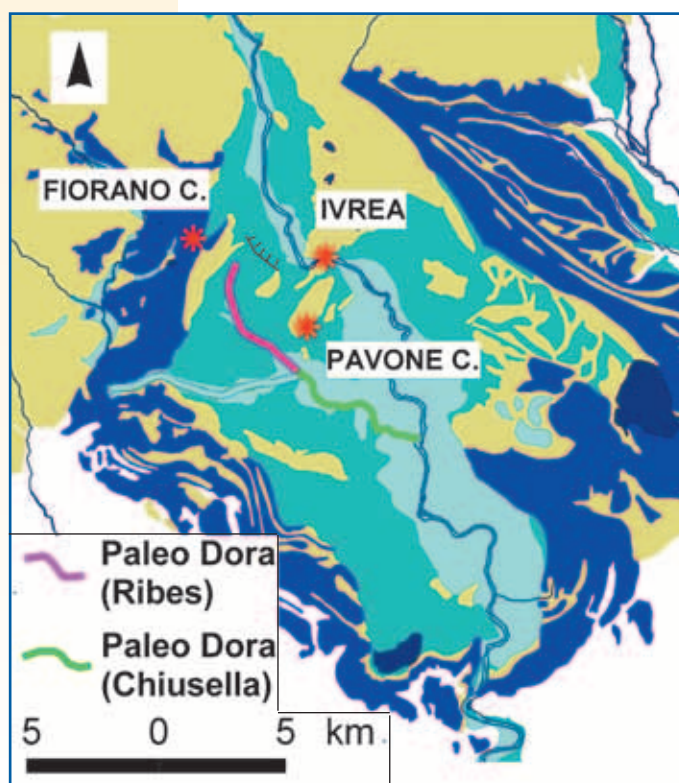 FIORANO C.
IVREA
PAVONE C.
Paleo Dora
(Ribes)
Paleo Dora
(Chiusella)
5 0 5 km